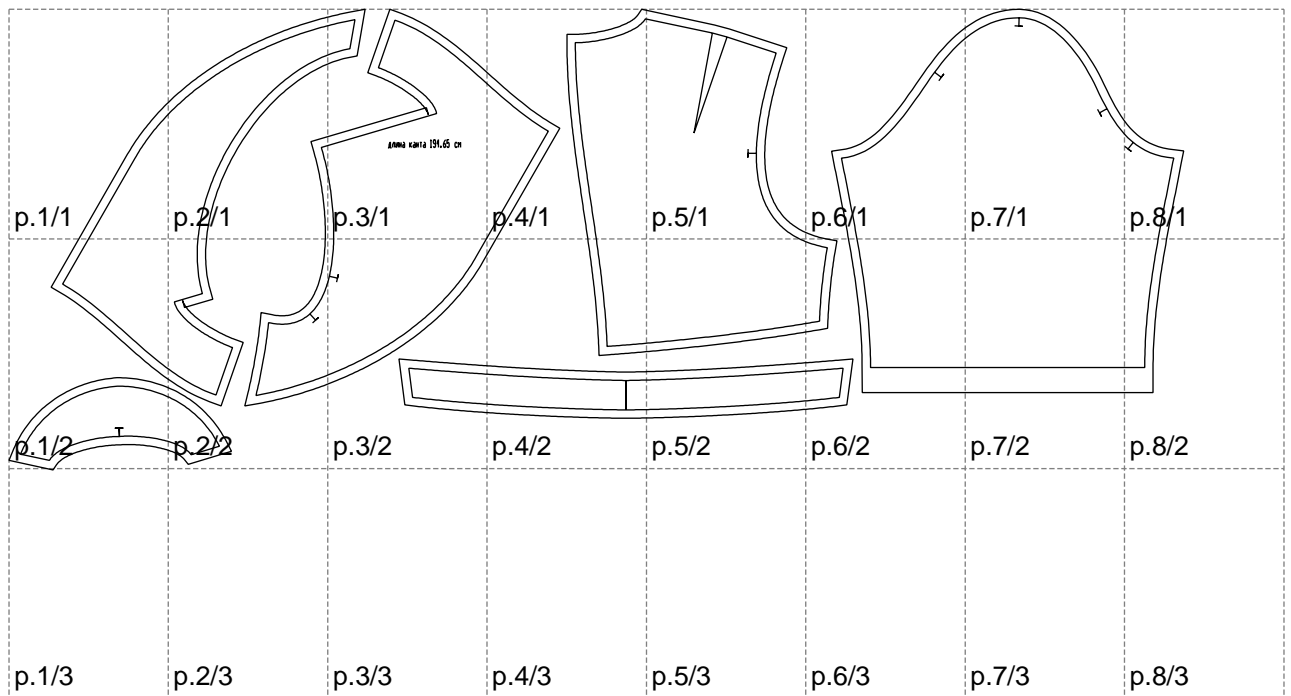 длина канта 194.65 см
p.1/1 p.2/1 p.3/1 p.4/1 p.5/1 p.6/1 p.7/1 p.8/1
p.1/2 p.2/2 p.3/2 p.4/2 p.5/2 p.6/2 p.7/2 p.8/2
p.1/3 p.2/3 p.3/3 p.4/3 p.5/3 p.6/3 p.7/3 p.8/3